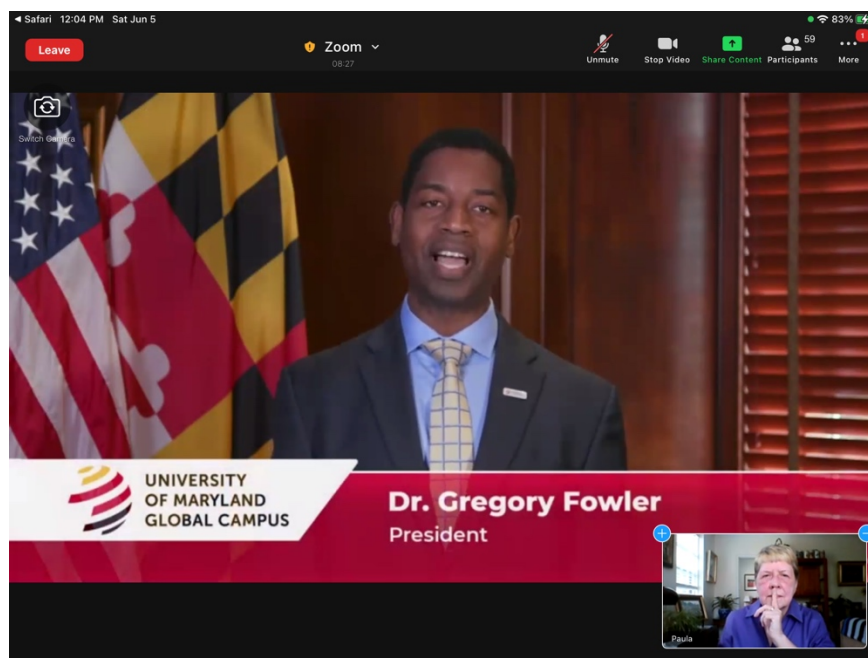 ◀ Safari 12:04 PM Sat Jun 5
83%
Leave
Zoom
08:27
Unmute
Stop Video
Share Content
59
Participants
1
More
Switch Camera
UNIVERSITY
OF MARYLAND
GLOBAL CAMPUS
Dr. Gregory Fowler
President
Paula